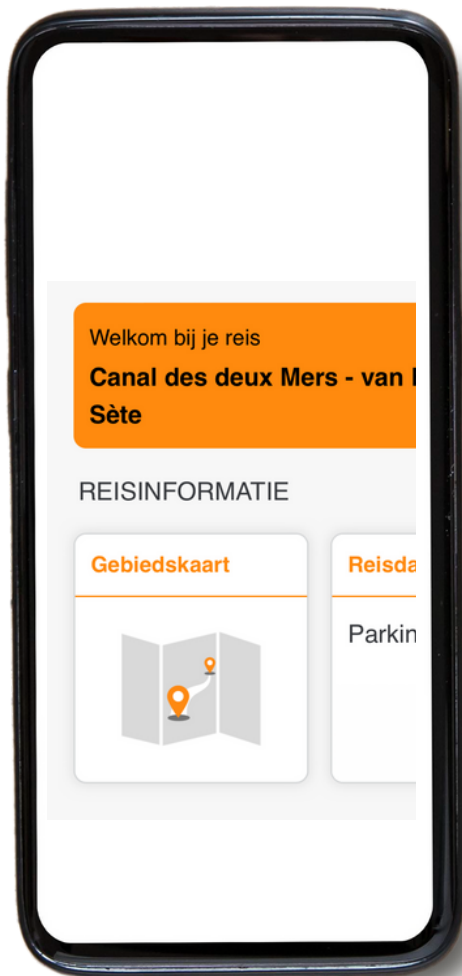 Welkom bij je reis
Canal des deux Mers - van
Sète
REISINFORMATIE
Gebiedskaart
Reisda
Parkin